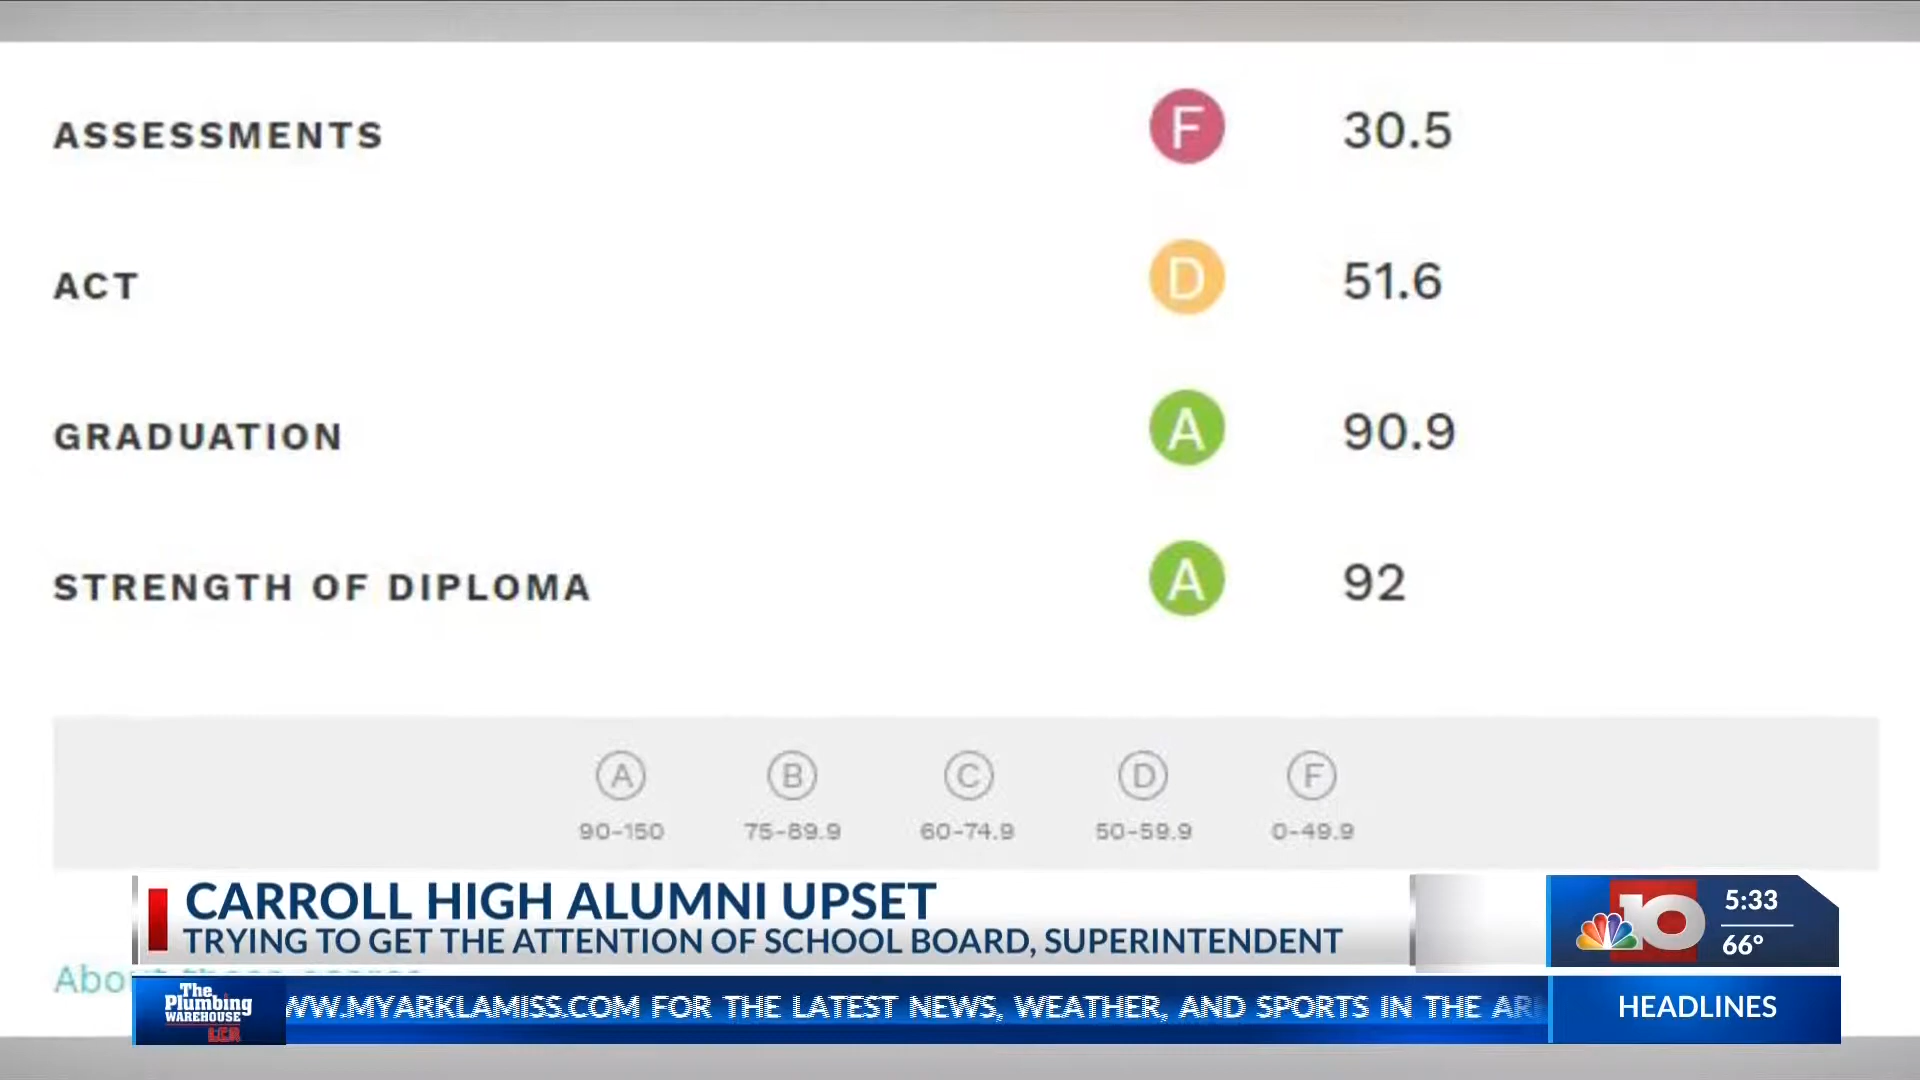 ASSESSMENTS F 30.5
ACT D 51.6
GRADUATION A 90.9
STRENGTH OF DIPLOMA A 92
A B C D F
90-150 75-89.9 60-74.9 50-59.9 0-49.9
CARROLL HIGH ALUMNI UPSET
TRYING TO GET THE ATTENTION OF SCHOOL BOARD, SUPERINTENDENT
10
5:33
66°
The
Plumbing
WAREHOUSE
LCR
WW.MYARKLAMISS.COM FOR THE LATEST NEWS, WEATHER, AND SPORTS IN THE
HEADLINES